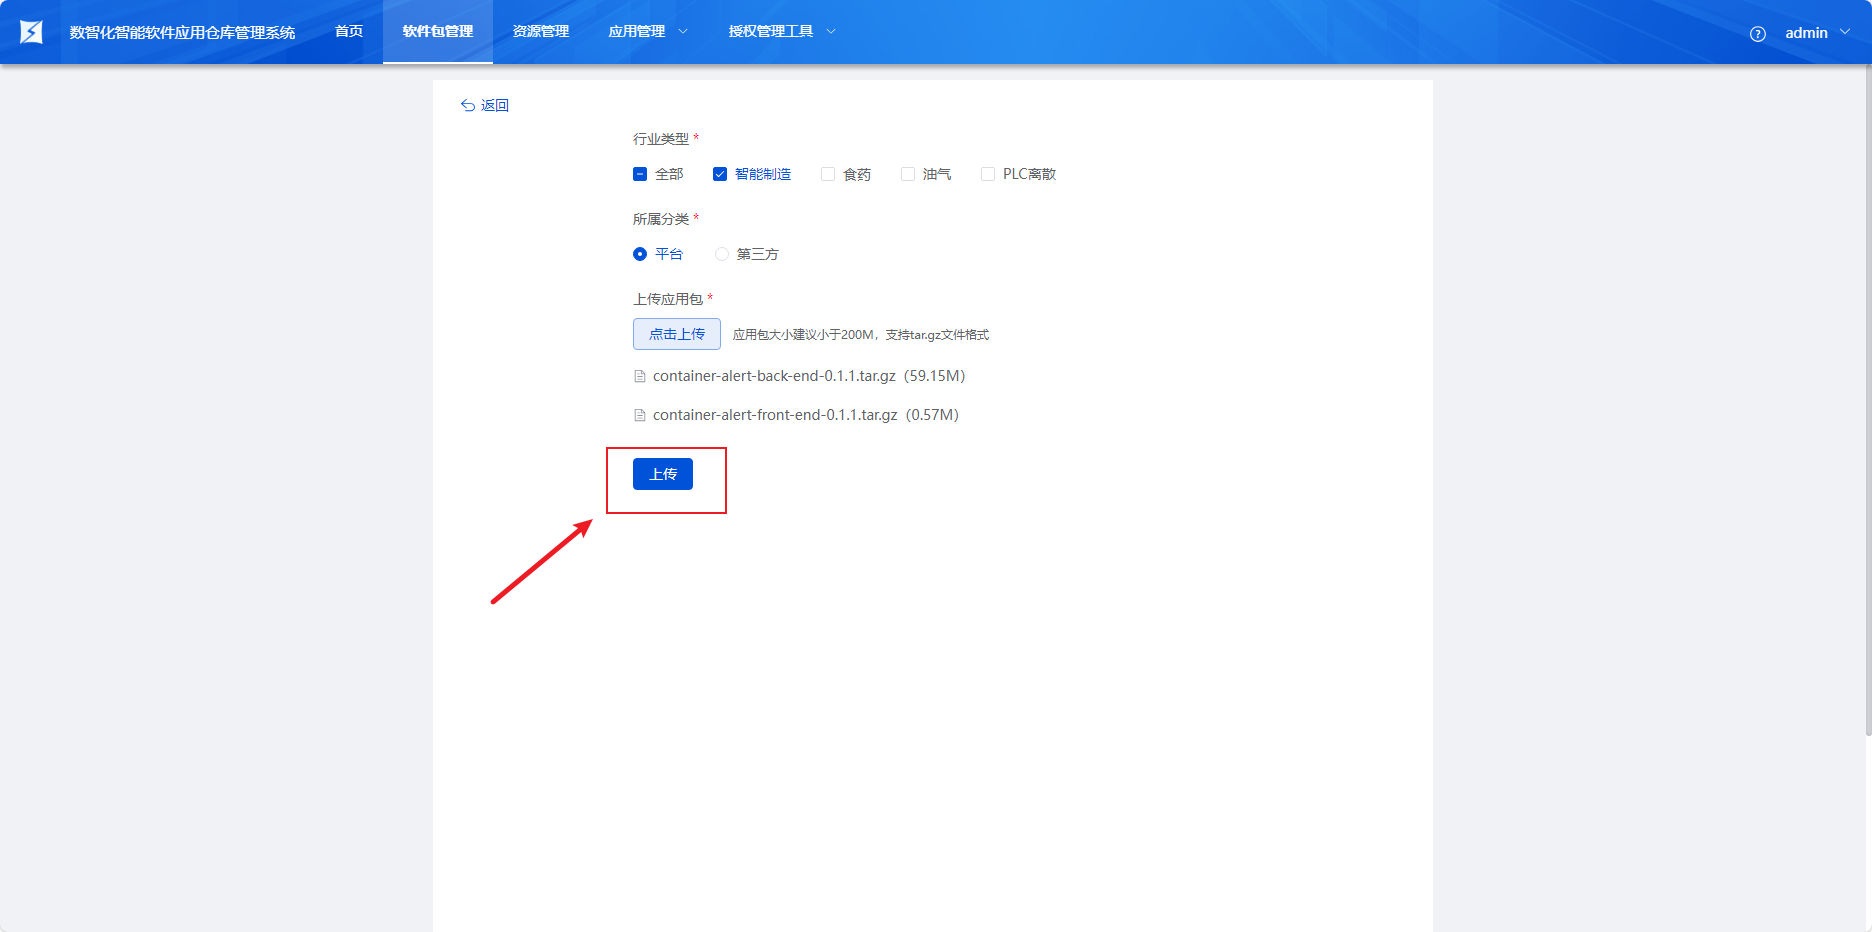 数智化智能软件应用仓库管理系统 首页 软件包管理 资源管理 应用管理 授权管理工具 admin
返回
行业类型 *
全部 智能制造 食药 油气 PLC离散
所属分类 *
平台 第三方
上传应用包 *
点击上传 应用包大小建议小于200M，支持tar.gz文件格式
container-alert-back-end-0.1.1.tar.gz（59.15M）
container-alert-front-end-0.1.1.tar.gz（0.57M）
上传